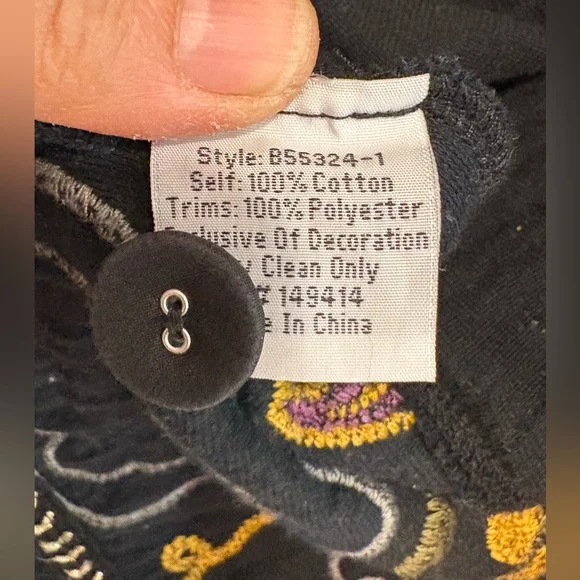 Style: B55324-1
Self: 100% Cotton
Trims: 100% Polyester
Exclusive Of Decoration
Clean Only
149414
In China